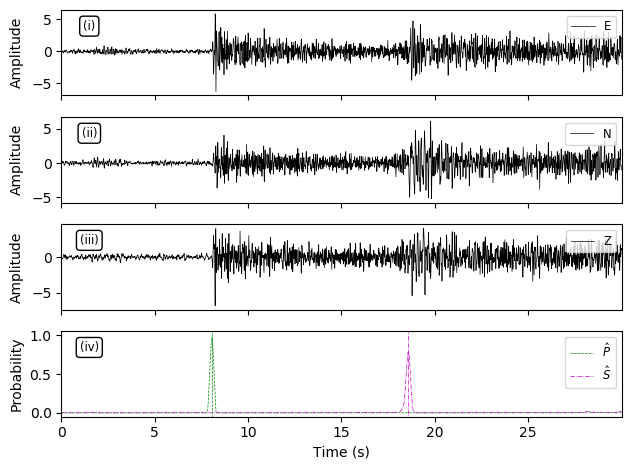 (i)
E
Amplitude
5
0
−5
(ii)
N
Amplitude
5
0
−5
(iii)
Z
Amplitude
0
−5
(iv)
P̂
Ŝ
Probability
1.0
0.5
0.0
0 5 10 15 20 25
Time (s)